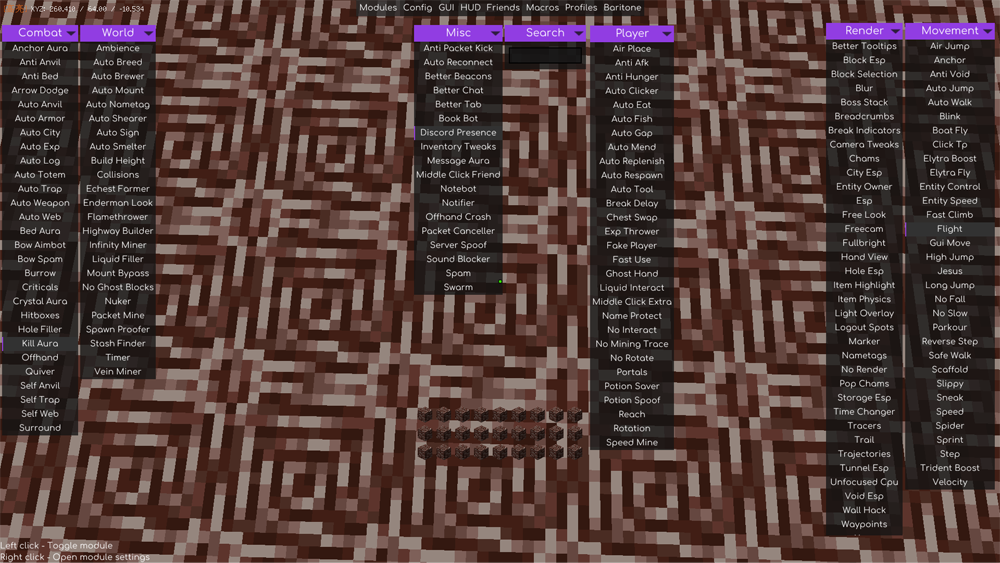 XYZ: 260.410 / 64.00 / -10.534
Modules Config GUI HUD Friends Macros Profiles Baritone
Combat
Anchor Aura
Anti Anvil
Anti Bed
Arrow Dodge
Auto Anvil
Auto Armor
Auto City
Auto Exp
Auto Log
Auto Totem
Auto Trap
Auto Weapon
Auto Web
Bed Aura
Bow Aimbot
Bow Spam
Burrow
Criticals
Crystal Aura
Hitboxes
Hole Filler
Kill Aura
Offhand
Quiver
Self Anvil
Self Trap
Self Web
Surround
World
Ambience
Auto Breed
Auto Brewer
Auto Mount
Auto Nametag
Auto Shearer
Auto Sign
Auto Smelter
Build Height
Collisions
Echest Farmer
Enderman Look
Flamethrower
Highway Builder
Infinity Miner
Liquid Filler
Mount Bypass
No Ghost Blocks
Nuker
Packet Mine
Spawn Proofer
Stash Finder
Timer
Vein Miner
Misc
Anti Packet Kick
Auto Reconnect
Better Beacons
Better Chat
Better Tab
Book Bot
Discord Presence
Inventory Tweaks
Message Aura
Middle Click Friend
Notebot
Notifier
Offhand Crash
Packet Canceller
Server Spoof
Sound Blocker
Spam
Swarm
Search
Player
Air Place
Anti Afk
Anti Hunger
Auto Clicker
Auto Eat
Auto Fish
Auto Gap
Auto Mend
Auto Replenish
Auto Respawn
Auto Tool
Break Delay
Chest Swap
Exp Thrower
Fake Player
Fast Use
Ghost Hand
Liquid Interact
Middle Click Extra
Name Protect
No Interact
No Mining Trace
No Rotate
Portals
Potion Saver
Potion Spoof
Reach
Rotation
Speed Mine
Render
Better Tooltips
Block Esp
Block Selection
Blur
Boss Stack
Breadcrumbs
Break Indicators
Camera Tweaks
Chams
City Esp
Entity Owner
Esp
Free Look
Freecam
Fullbright
Hand View
Hole Esp
Item Highlight
Item Physics
Light Overlay
Logout Spots
Marker
Nametags
No Render
Pop Chams
Storage Esp
Time Changer
Tracers
Trail
Trajectories
Tunnel Esp
Unfocused Cpu
Void Esp
Wall Hack
Waypoints
Movement
Air Jump
Anchor
Anti Void
Auto Jump
Auto Walk
Blink
Boat Fly
Click Tp
Elytra Boost
Elytra Fly
Entity Control
Entity Speed
Fast Climb
Flight
Gui Move
High Jump
Jesus
Long Jump
No Fall
No Slow
Parkour
Reverse Step
Safe Walk
Scaffold
Slippy
Sneak
Speed
Spider
Sprint
Step
Trident Boost
Velocity
Left click - Toggle module
Right click - Open module settings